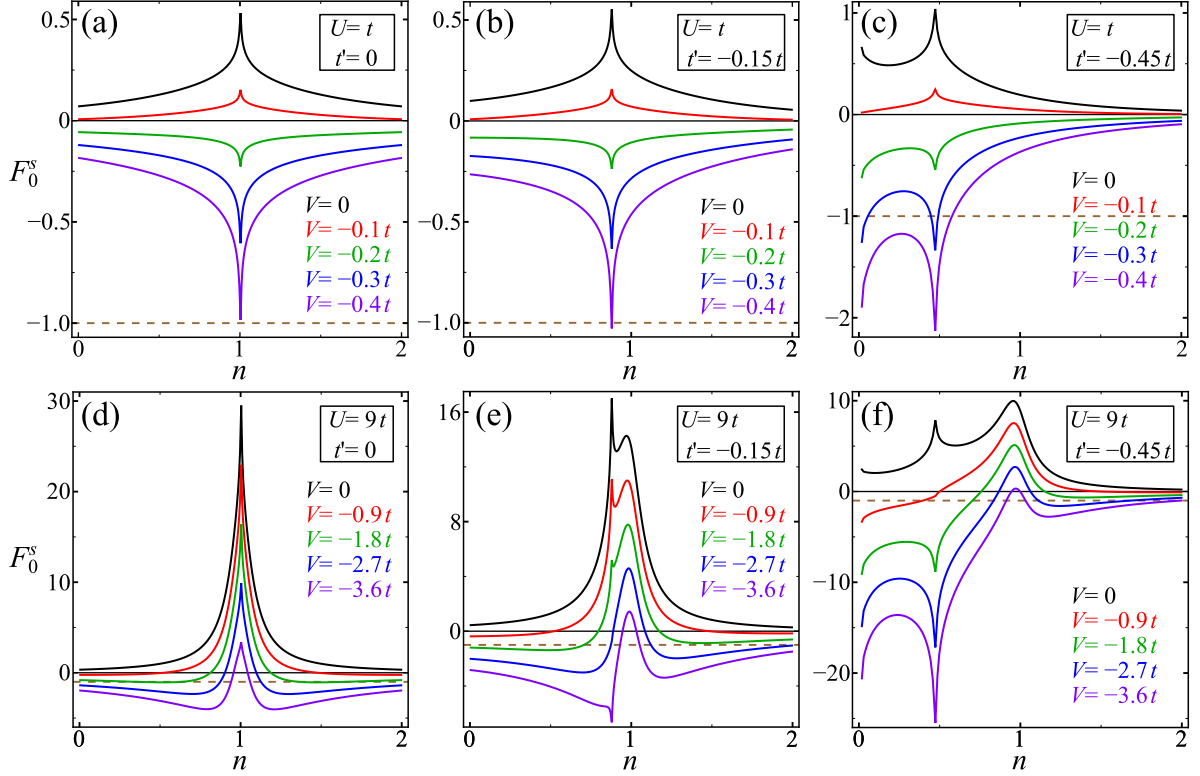 (a)
U= t
t'= 0
0.5
0
−0.5
−1.0
F₀ˢ
V= 0
V= −0.1 t
V= −0.2 t
V= −0.3 t
V= −0.4 t
0 1 2
n
(b)
U= t
t'= −0.15 t
0.5
0
−0.5
−1.0
V= 0
V= −0.1 t
V= −0.2 t
V= −0.3 t
V= −0.4 t
0 1 2
n
(c)
U= t
t'= −0.45 t
1
0
−1
−2
V= 0
V= −0.1 t
V= −0.2 t
V= −0.3 t
V= −0.4 t
0 1 2
n
(d)
U= 9 t
t'= 0
30
20
10
0
F₀ˢ
V= 0
V= −0.9 t
V= −1.8 t
V= −2.7 t
V= −3.6 t
0 1 2
n
(e)
U= 9 t
t'= −0.15 t
16
8
0
V= 0
V= −0.9 t
V= −1.8 t
V= −2.7 t
V= −3.6 t
0 1 2
n
(f)
U= 9 t
t'= −0.45 t
10
0
−10
−20
V= 0
V= −0.9 t
V= −1.8 t
V= −2.7 t
V= −3.6 t
0 1 2
n